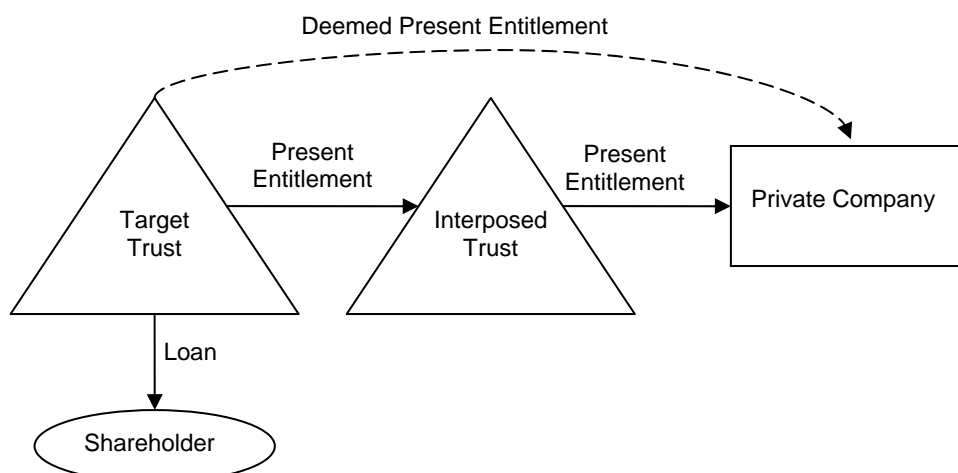 Deemed Present Entitlement
Present
Entitlement
Present
Entitlement
Target
Trust
Interposed
Trust
Private Company
Loan
Shareholder